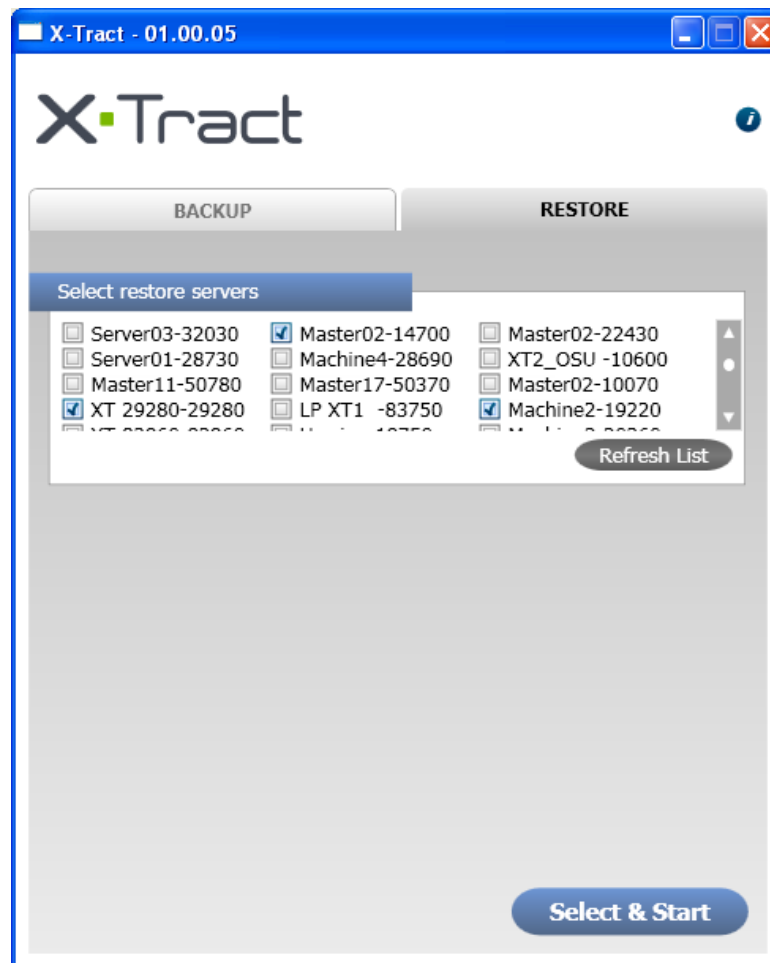 X-Tract - 01.00.05
X-Tract
i
BACKUP
RESTORE
Select restore servers
Server03-32030 Master02-14700 Master02-22430
Server01-28730 Machine4-28690 XT2_OSU -10600
Master11-50780 Master17-50370 Master02-10070
XT 29280-29280 LP XT1 -83750 Machine2-19220
Refresh List
Select & Start